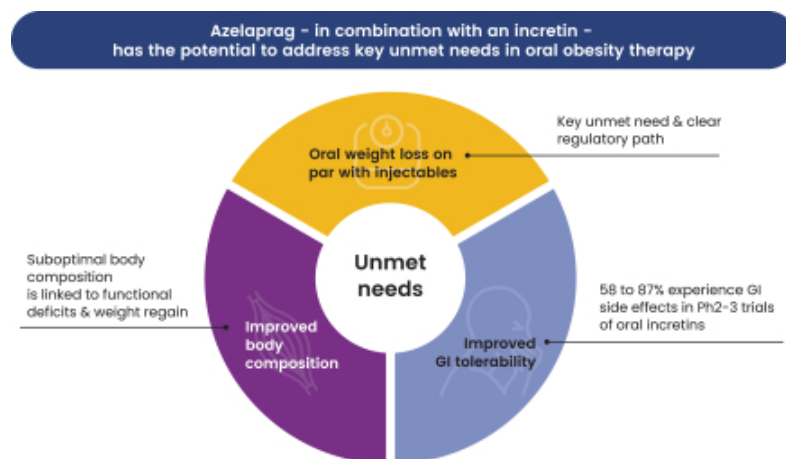 Azelaprag - in combination with an incretin -
has the potential to address key unmet needs in oral obesity therapy
Key unmet need & clear
regulatory path
Oral weight loss on
par with injectables
Unmet
needs
Suboptimal body
composition
is linked to functional
deficits & weight regain
Improved
body
composition
58 to 87% experience GI
side effects in Ph2-3 trials
of oral incretins
Improved
GI tolerability